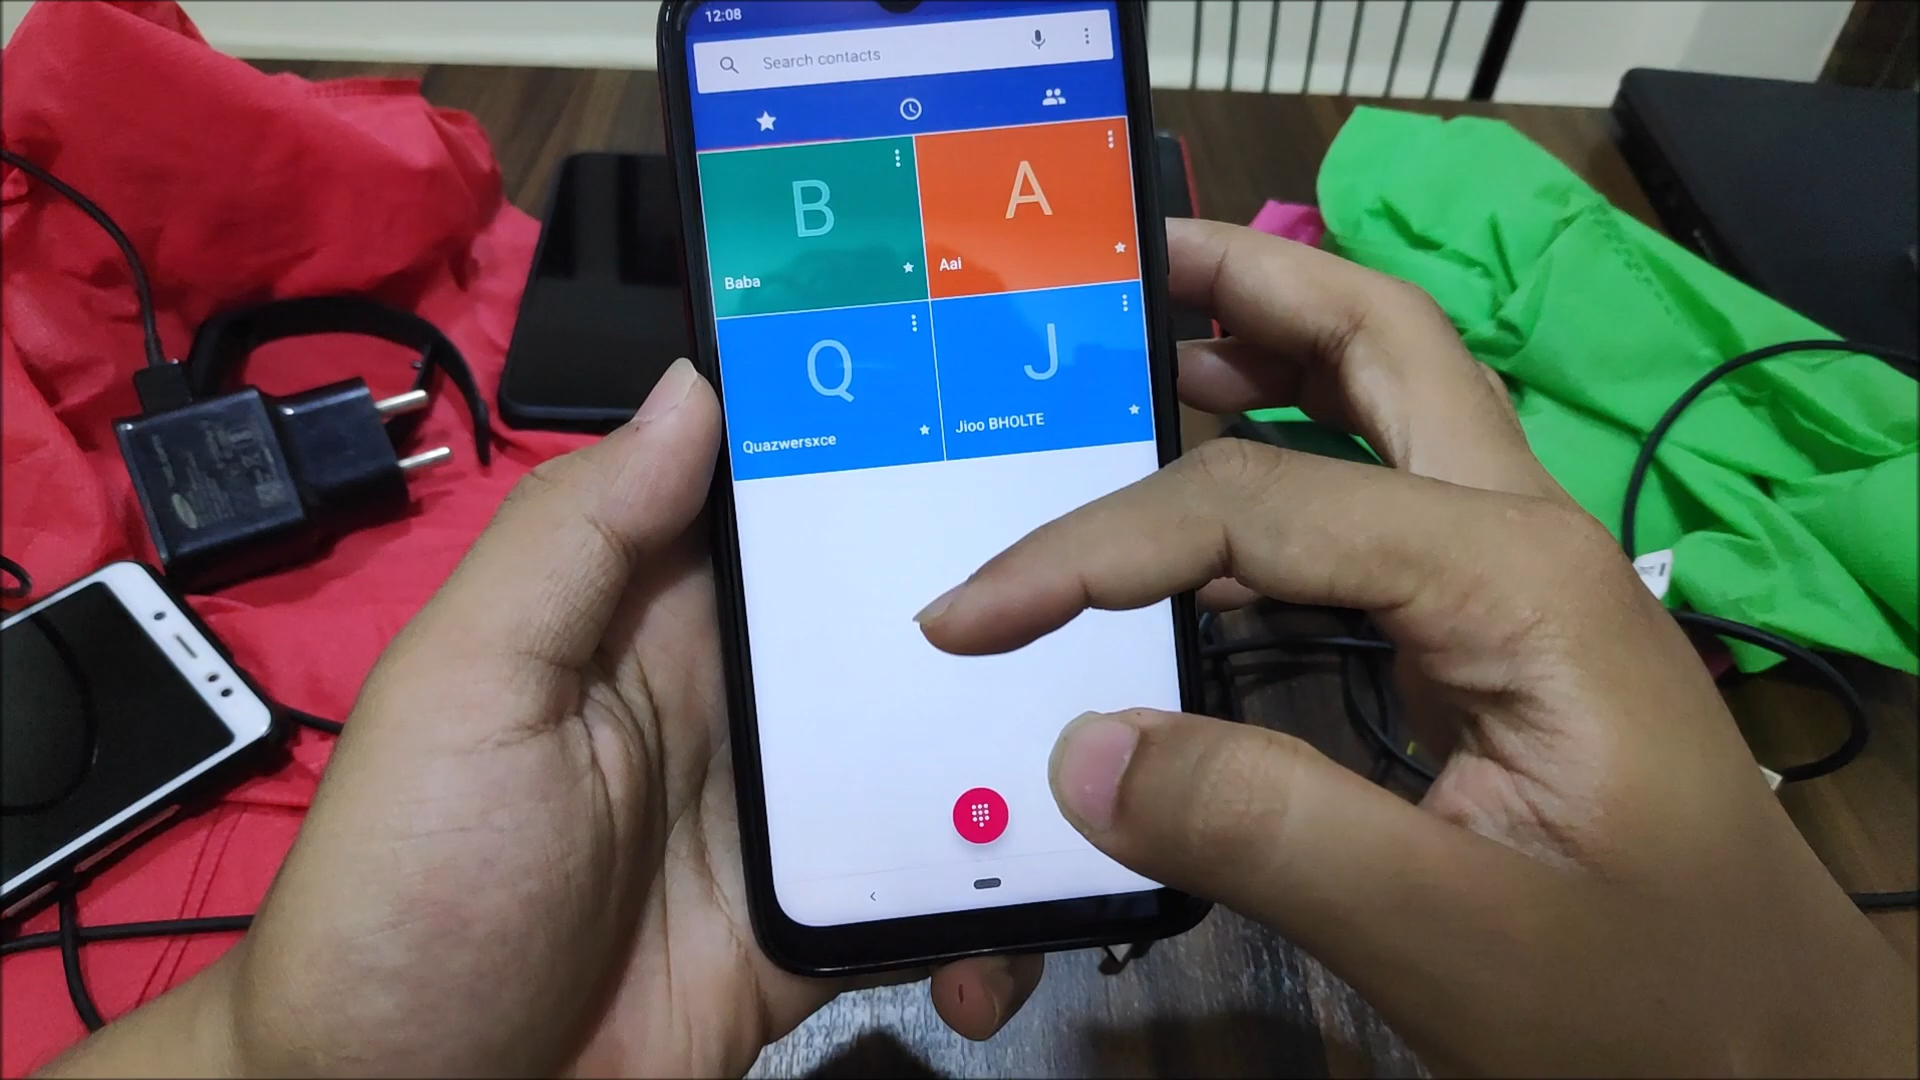 12:08
Search contacts
B
A
Baba
Aai
Q
J
Quazwersxce
Jioo BHOLTE